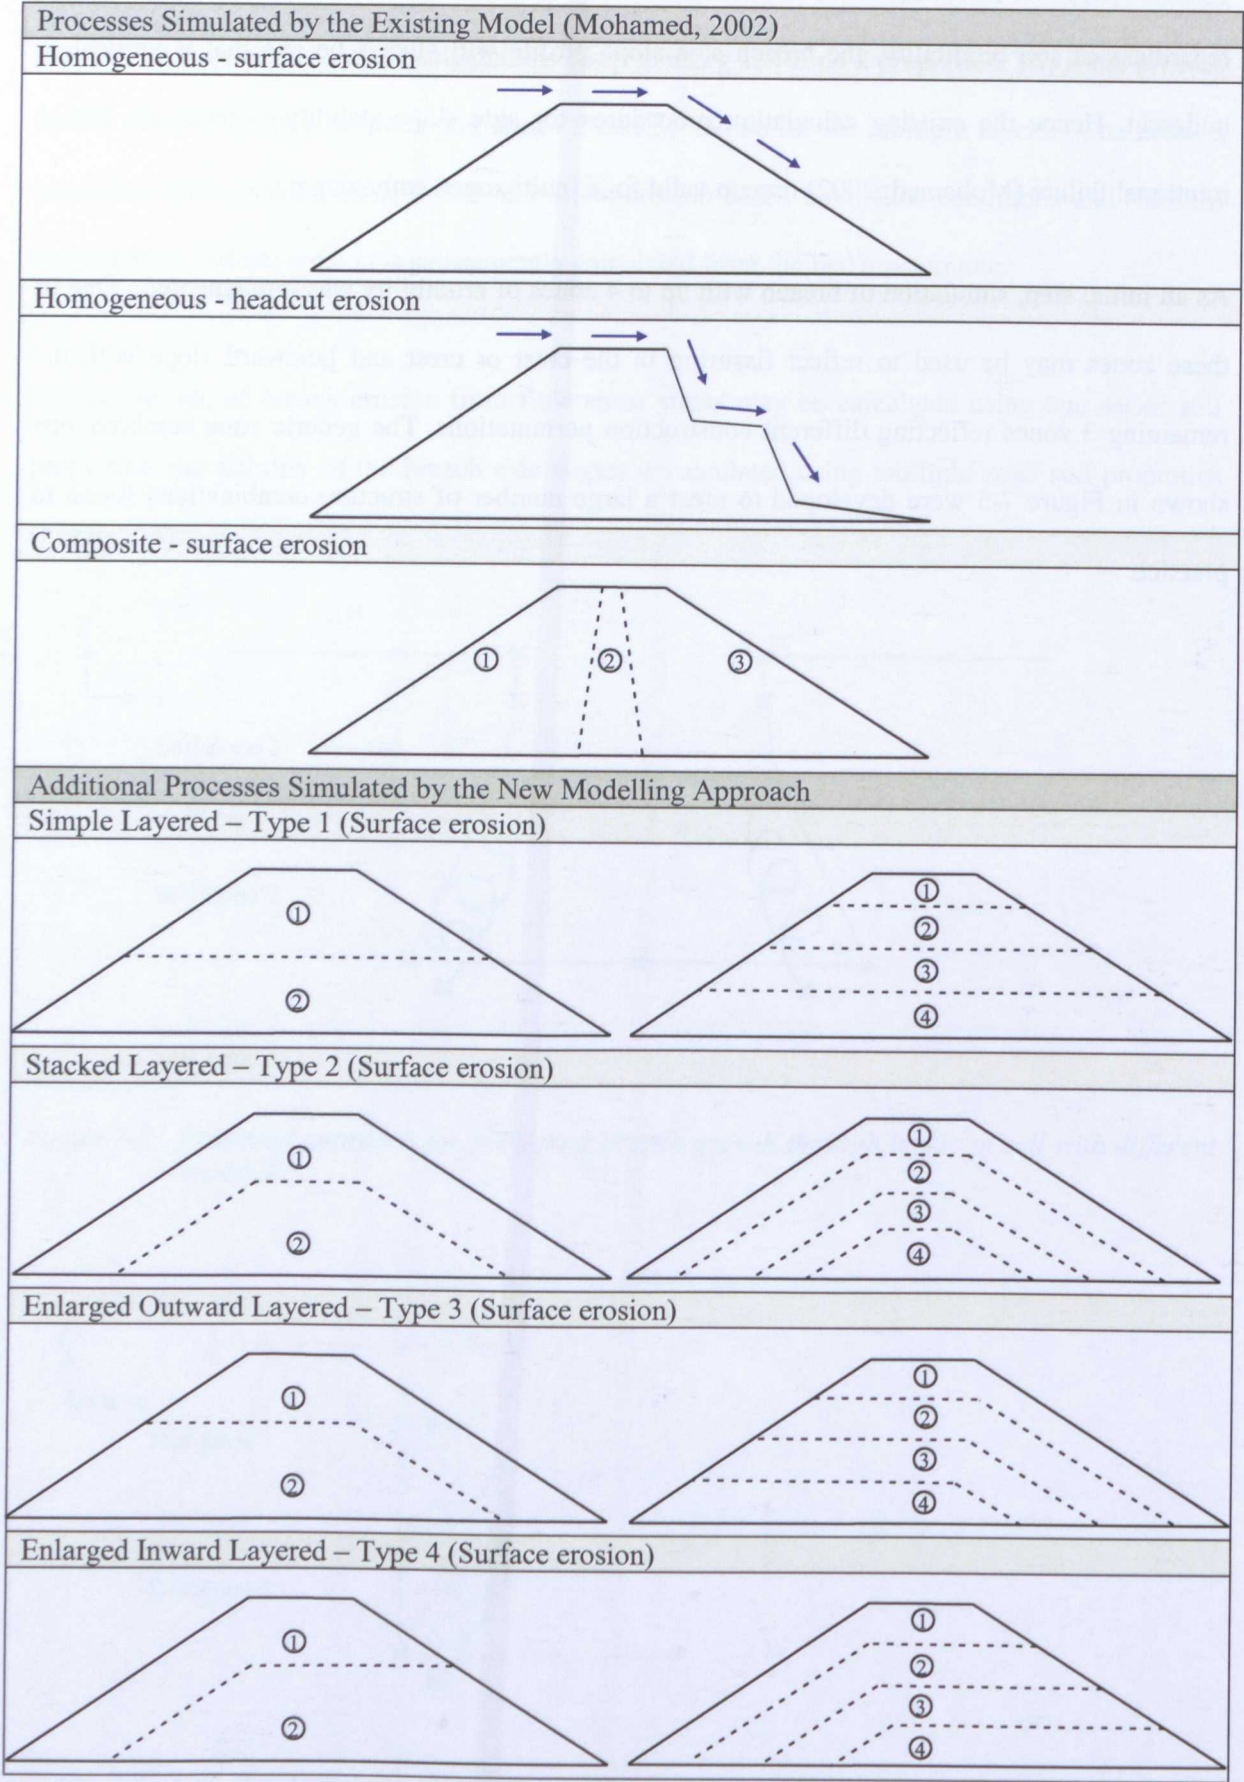 Processes Simulated by the Existing Model (Mohamed, 2002)
Homogeneous - surface erosion
Homogeneous - headcut erosion
Composite - surface erosion
① ② ③
Additional Processes Simulated by the New Modelling Approach
Simple Layered – Type 1 (Surface erosion)
①
②
①
②
③
④
Stacked Layered – Type 2 (Surface erosion)
①
②
①
②
③
④
Enlarged Outward Layered – Type 3 (Surface erosion)
①
②
①
②
③
④
Enlarged Inward Layered – Type 4 (Surface erosion)
①
②
①
②
③
④